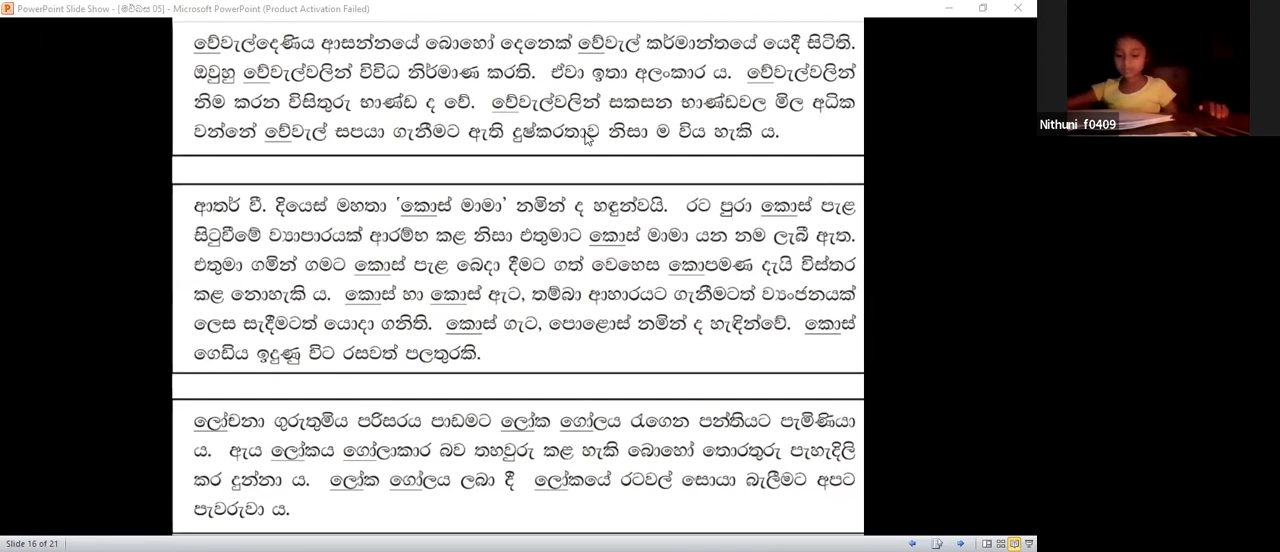 PowerPoint Slide Show - [මව්බස 05] - Microsoft PowerPoint (Product Activation Failed)
වේවැල්දෙණිය ආසන්නයේ බොහෝ දෙනෙක් වේවැල් කර්මාන්තයේ යෙදී සිටිති.
ඔවුහු වේවැල්වලින් විවිධ නිර්මාණ කරති. ඒවා ඉතා අලංකාර ය. වේවැල්වලින්
නිම කරන විසිතුරු භාණ්ඩ ද වේ. වේවැල්වලින් සකසන භාණ්ඩවල මිල අධික
වන්නේ වේවැල් සපයා ගැනීමට ඇති දුෂ්කරතාව නිසා ම විය හැකි ය.
ආතර් වී. දියෙස් මහතා ‘කොස් මාමා’ නමින් ද හඳුන්වයි. රට පුරා කොස් පැළ
සිටුවීමේ ව්‍යාපාරයක් ආරම්භ කළ නිසා එතුමාට කොස් මාමා යන නම ලැබී ඇත.
එතුමා ගමින් ගමට කොස් පැළ බෙදා දීමට ගත් වෙහෙස කොපමණ දැයි විස්තර
කළ නොහැකි ය. කොස් හා කොස් ඇට, තම්බා ආහාරයට ගැනීමටත් ව්‍යංජනයක්
ලෙස සැදීමටත් යොදා ගනිති. කොස් ගැට, පොළොස් නමින් ද හැඳින්වේ. කොස්
ගෙඩිය ඉදුණු විට රසවත් පලතුරකි.
ලෝචනා ගුරුතුමිය පරිසරය පාඩමට ලෝක ගෝලය රැගෙන පන්තියට පැමිණියා
ය. ඇය ලෝකය ගෝලාකාර බව තහවුරු කළ හැකි බොහෝ තොරතුරු පැහැදිලි
කර දුන්නා ය. ලෝක ගෝලය ලබා දී ලෝකයේ රටවල් සොයා බැලීමට අපට
පැවරුවා ය.
Nithuni f0409
Slide 16 of 21